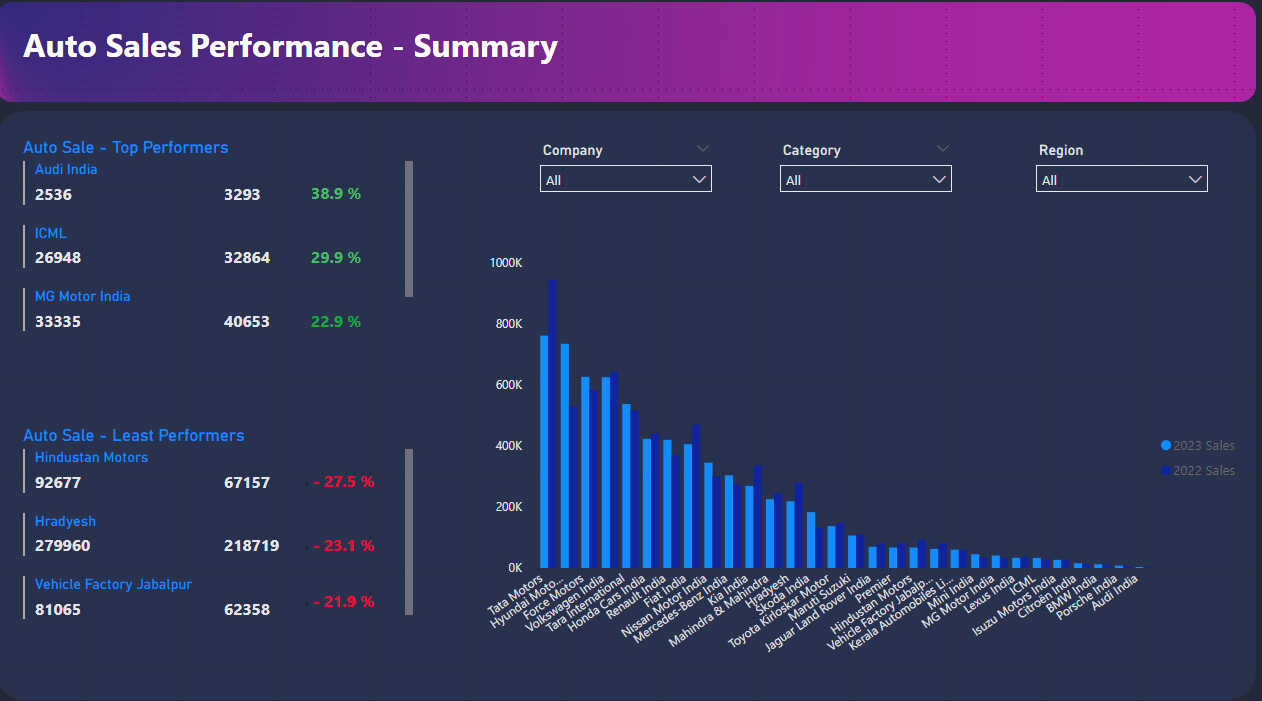 Auto Sales Performance - Summary
Auto Sale - Top Performers
Audi India
2536 3293 38.9 %
ICML
26948 32864 29.9 %
MG Motor India
33335 40653 22.9 %
Auto Sale - Least Performers
Hindustan Motors
92677 67157 - 27.5 %
Hradyesh
279960 218719 - 23.1 %
Vehicle Factory Jabalpur
81065 62358 - 21.9 %
Company Category Region
All All All
1000K
800K
600K
400K
200K
0K
Tata Motors
Hyundai Moto...
Force Motors
Volkswagen India
Tara International
Honda Cars India
Renault India
Fiat India
Nissan Motor India
Mercedes-Benz India
Kia India
Mahindra & Mahindra
Hradyesh
Skoda India
Toyota Kirloskar Motor
Maruti Suzuki
Jaguar Land Rover India
Premier
Hindustan Motors
Vehicle Factory Jabalp...
Kerala Automobiles Li...
Mini India
MG Motor India
Lexus India
ICML
Isuzu Motors India
Citroën India
BMW India
Porsche India
Audi India
2023 Sales
2022 Sales